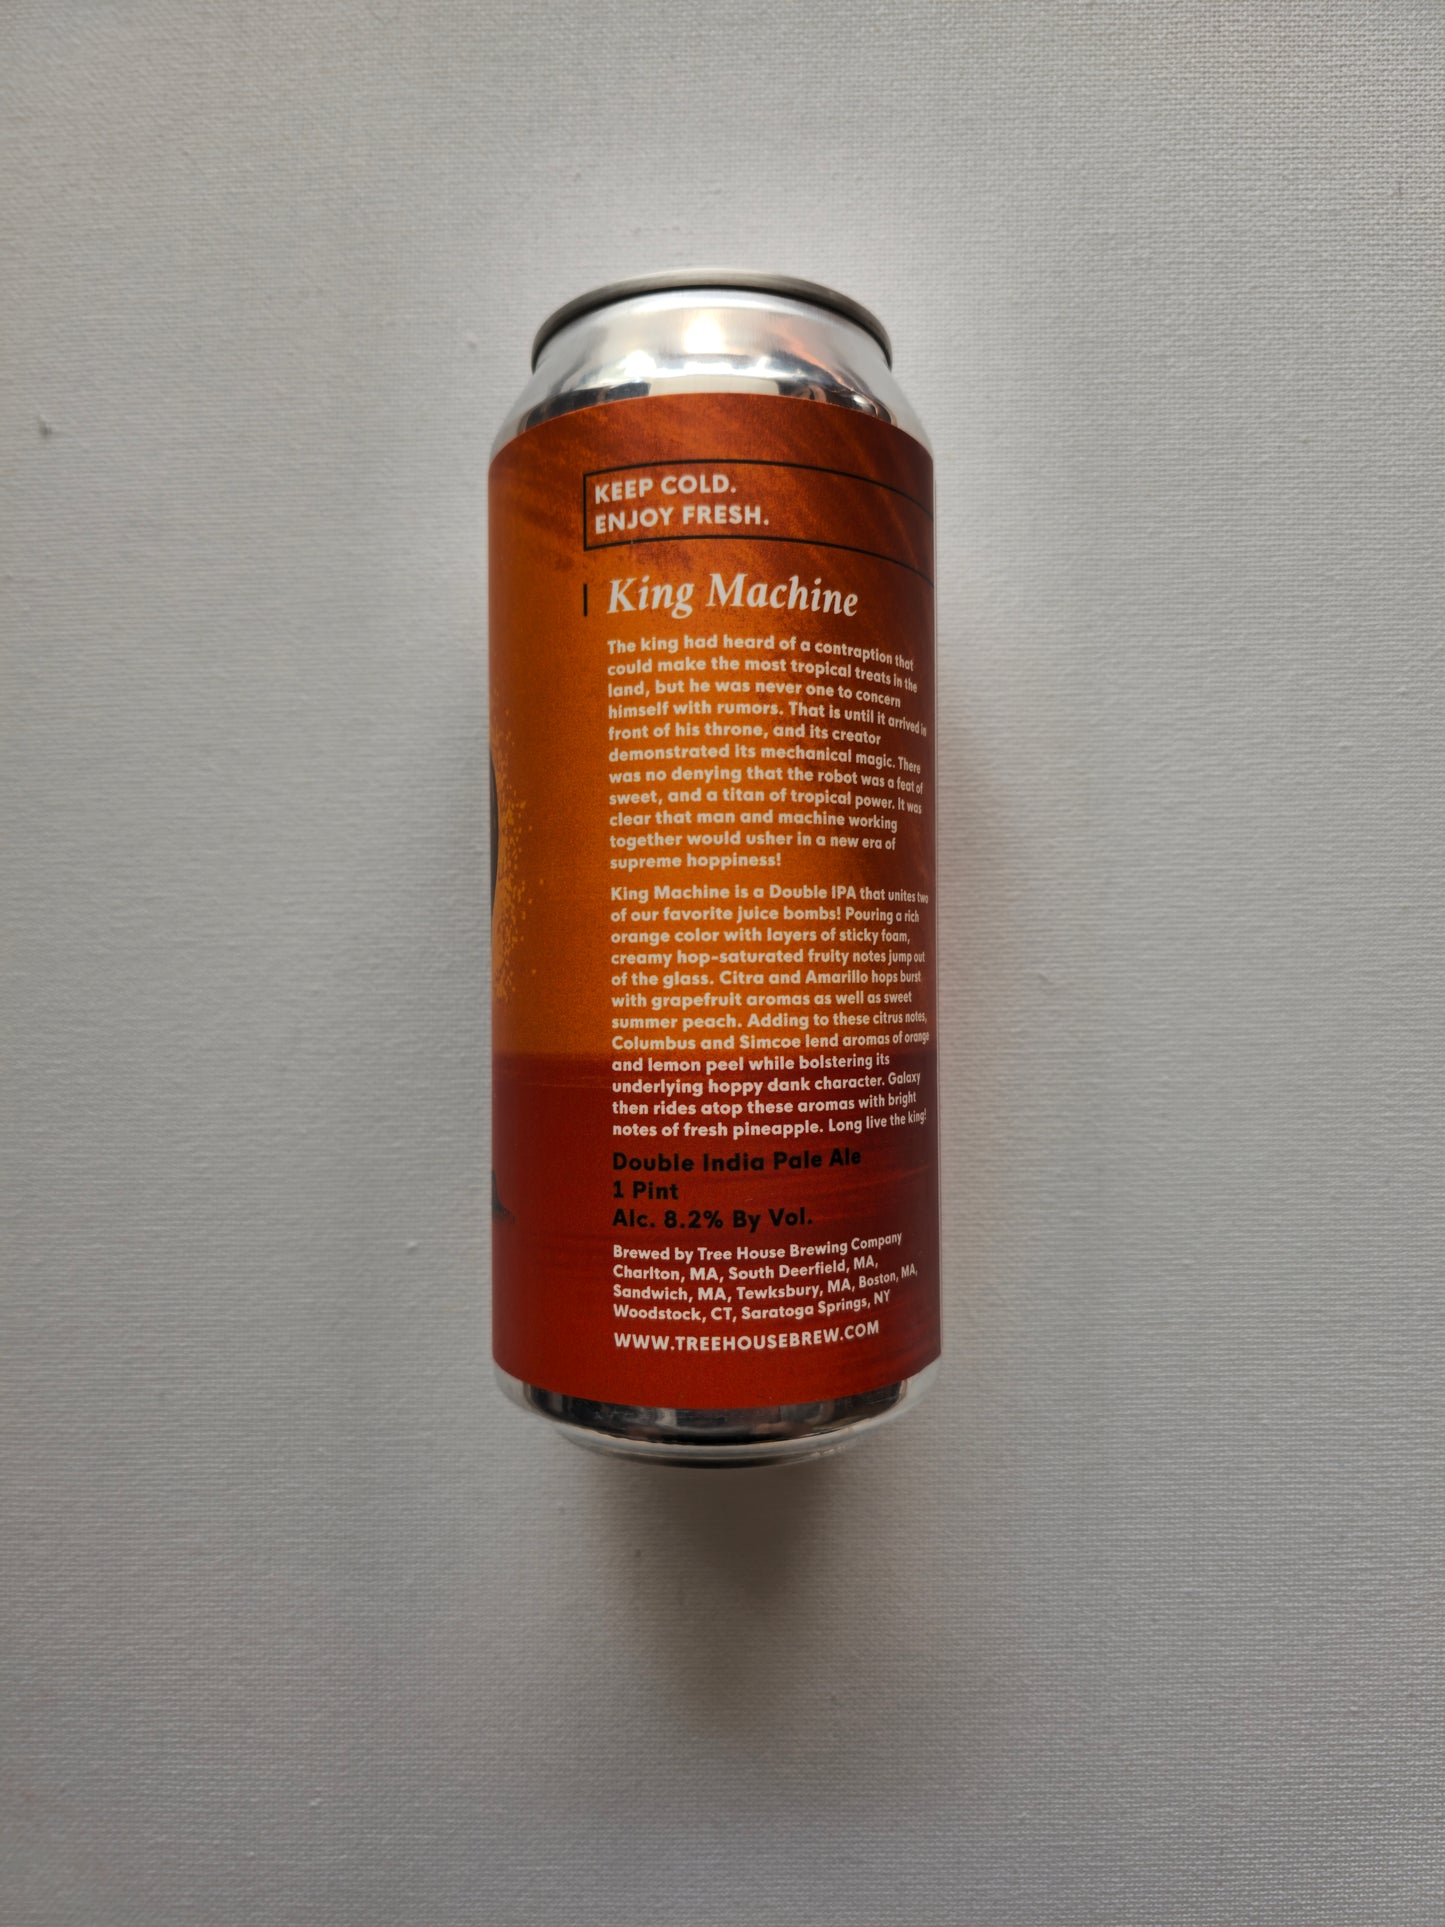 KEEP COLD.
ENJOY FRESH.
King Machine
The king had heard of a contraption that
could make the most tropical treats in the
land, but he was never one to concern
himself with rumors. That is until it arrived in
front of his throne, and its creator
demonstrated its mechanical magic. There
was no denying that the robot was a feat of
sweet, and a titan of tropical power. It was
clear that man and machine working
together would usher in a new era of
supreme hoppiness!
King Machine is a Double IPA that unites two
of our favorite juice bombs! Pouring a rich
orange color with layers of sticky foam,
creamy hop-saturated fruity notes jump out
of the glass. Citra and Amarillo hops burst
with grapefruit aromas as well as sweet
summer peach. Adding to these citrus notes,
Columbus and Simcoe lend aromas of orange
and lemon peel while bolstering its
underlying hoppy dank character. Galaxy
then rides atop these aromas with bright
notes of fresh pineapple. Long live the king!
Double India Pale Ale
1 Pint
Alc. 8.2% By Vol.
Brewed by Tree House Brewing Company
Charlton, MA, South Deerfield, MA,
Sandwich, MA, Tewksbury, MA, Boston, MA,
Woodstock, CT, Saratoga Springs, NY
WWW.TREEHOUSEBREW.COM